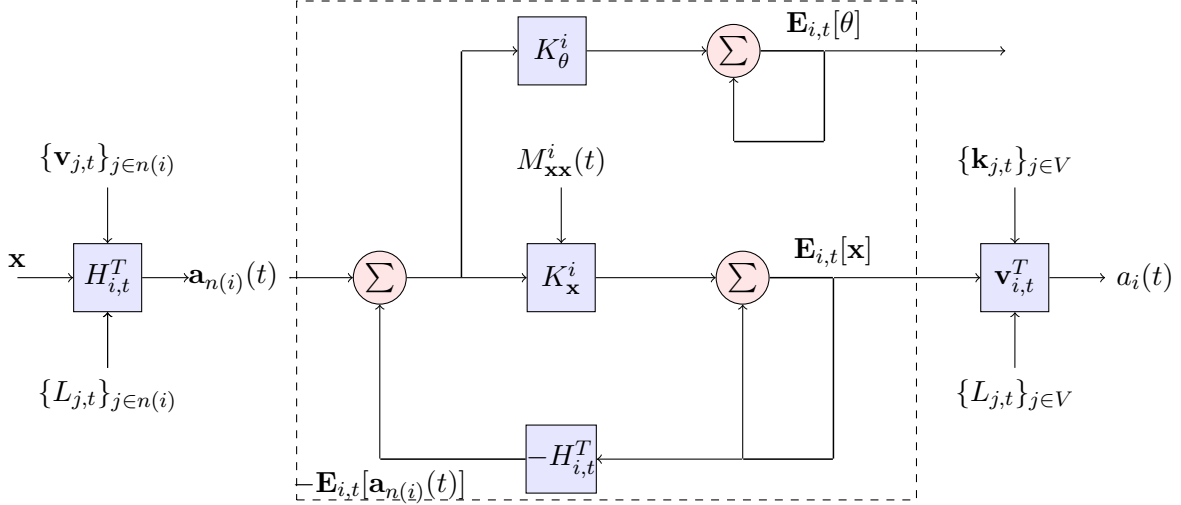 𝐄_{i,t}[θ]
K_θ^i
∑
{𝐯_{j,t}}_{j∈n(i)}
M_{𝐱𝐱}^i(t)
{𝐤_{j,t}}_{j∈V}
𝐱
H_{i,t}^T
𝐚_{n(i)}(t)
∑
K_𝐱^i
∑
𝐄_{i,t}[𝐱]
𝐯_{i,t}^T
a_i(t)
{L_{j,t}}_{j∈n(i)}
{L_{j,t}}_{j∈V}
−H_{i,t}^T
−𝐄_{i,t}[𝐚_{n(i)}(t)]